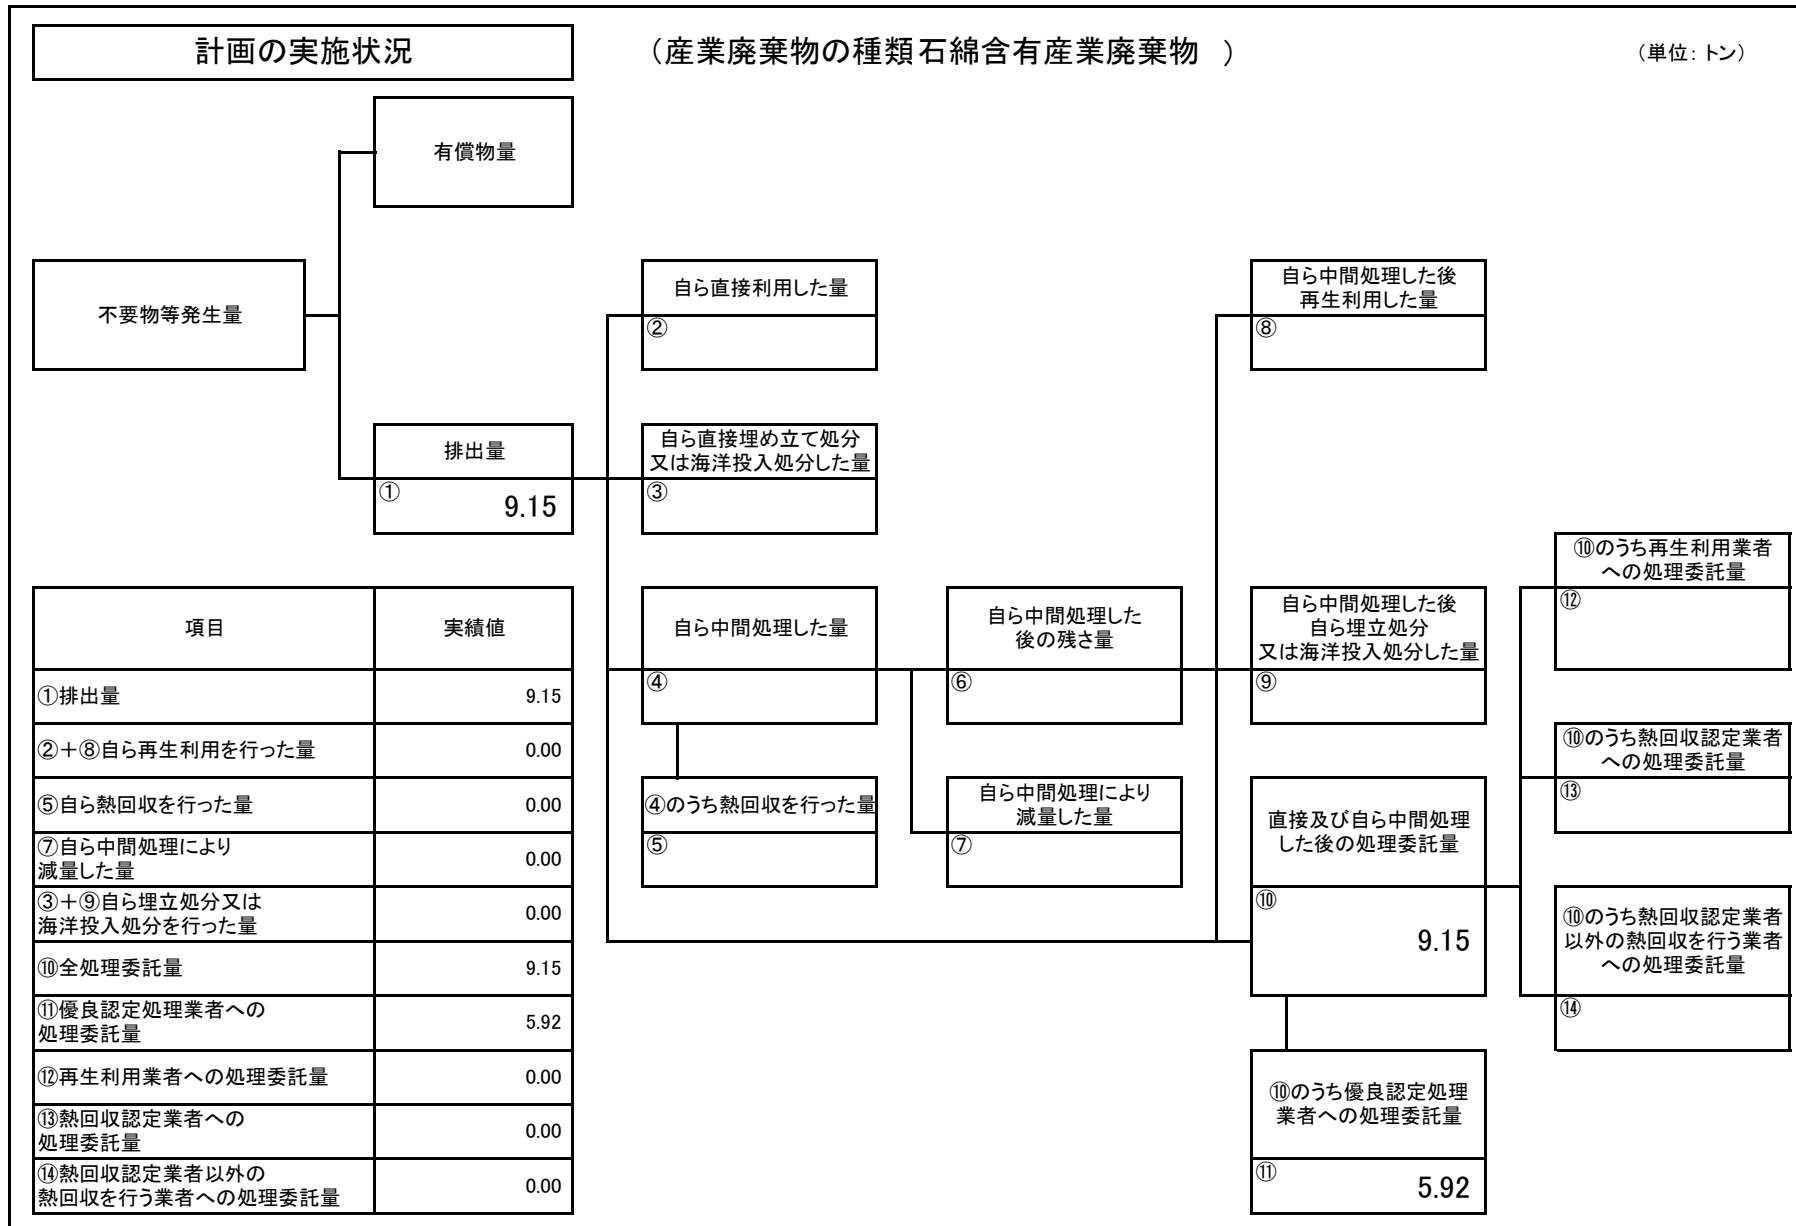 計画の実施状況
（産業廃棄物の種類 石綿含有産業廃棄物 ）
（単位：トン）
有償物量
不要物等発生量
自ら直接利用した量
②
自ら中間処理した後
再生利用した量
⑧
排出量
① 9.15
自ら直接埋め立て処分
又は海洋投入処分した量
③
⑩のうち再生利用業者
への処理委託量
⑫
自ら中間処理した量
④
自ら中間処理した
後の残さ量
⑥
自ら中間処理した後
自ら埋立処分
又は海洋投入処分した量
⑨
⑩のうち熱回収認定業者
への処理委託量
⑬
④のうち熱回収を行った量
⑤
自ら中間処理により
減量した量
⑦
直接及び自ら中間処理
した後の処理委託量
⑩
9.15
⑩のうち熱回収認定業者
以外の熱回収を行う業者
への処理委託量
⑭
⑩のうち優良認定処理
業者への処理委託量
⑪ 5.92
項目 実績値
①排出量 9.15
②＋⑧自ら再生利用を行った量 0.00
⑤自ら熱回収を行った量 0.00
⑦自ら中間処理により
減量した量 0.00
③＋⑨自ら埋立処分又は
海洋投入処分を行った量 0.00
⑩全処理委託量 9.15
⑪優良認定処理業者への
処理委託量 5.92
⑫再生利用業者への処理委託量 0.00
⑬熱回収認定業者への
処理委託量 0.00
⑭熱回収認定業者以外の
熱回収を行う業者への処理委託量 0.00